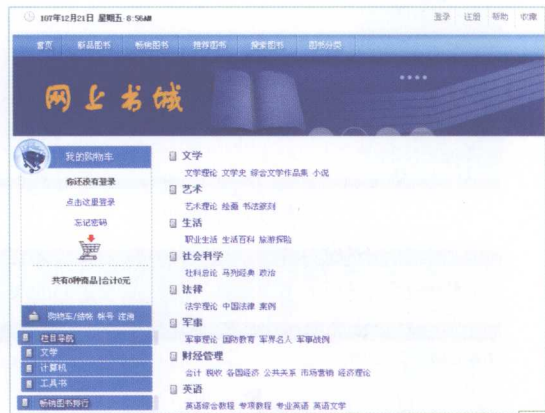 107年12月21日 星期五 8:56AM
登录 注册 帮助 收藏
首页 新品图书 畅销图书 推荐图书 搜索图书 图书分类
网上书城
我的购物车
你还没有登录
点击这里登录
忘记密码
共有0种商品|合计0元
购物车/结帐 帐号 注销
栏目导航
文学
计算机
工具书
畅销图书排行
文学
文学理论 文学史 综合文学作品集 小说
艺术
艺术理论 绘画 书法篆刻
生活
职业生活 生活百科 旅游探险
社会科学
社科总论 马列经典 政治
法律
法学理论 中国法律 案例
军事
军事理论 国防教育 军界名人 军事战例
财经管理
会计 税收 各国经济 公共关系 市场营销 经济理论
英语
英语综合教程 专项教程 专业英语 英语文学